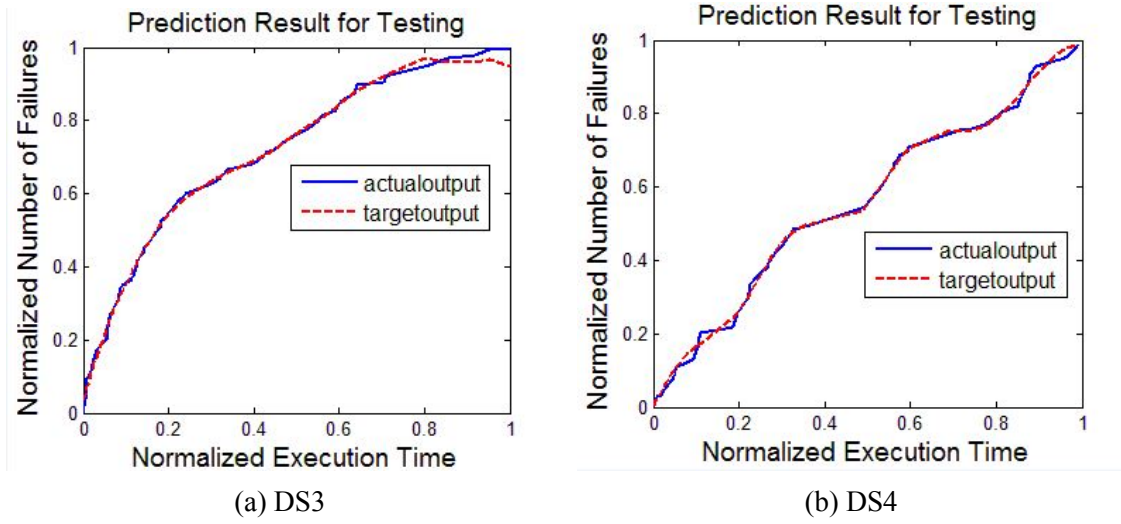 Prediction Result for Testing
Normalized Number of Failures
1
0.8
0.6
0.4
0.2
0
actualoutput
targetoutput
0 0.2 0.4 0.6 0.8 1
Normalized Execution Time
(a) DS3
Prediction Result for Testing
Normalized Number of Failures
1
0.8
0.6
0.4
0.2
0
actualoutput
targetoutput
0 0.2 0.4 0.6 0.8 1
Normalized Execution Time
(b) DS4